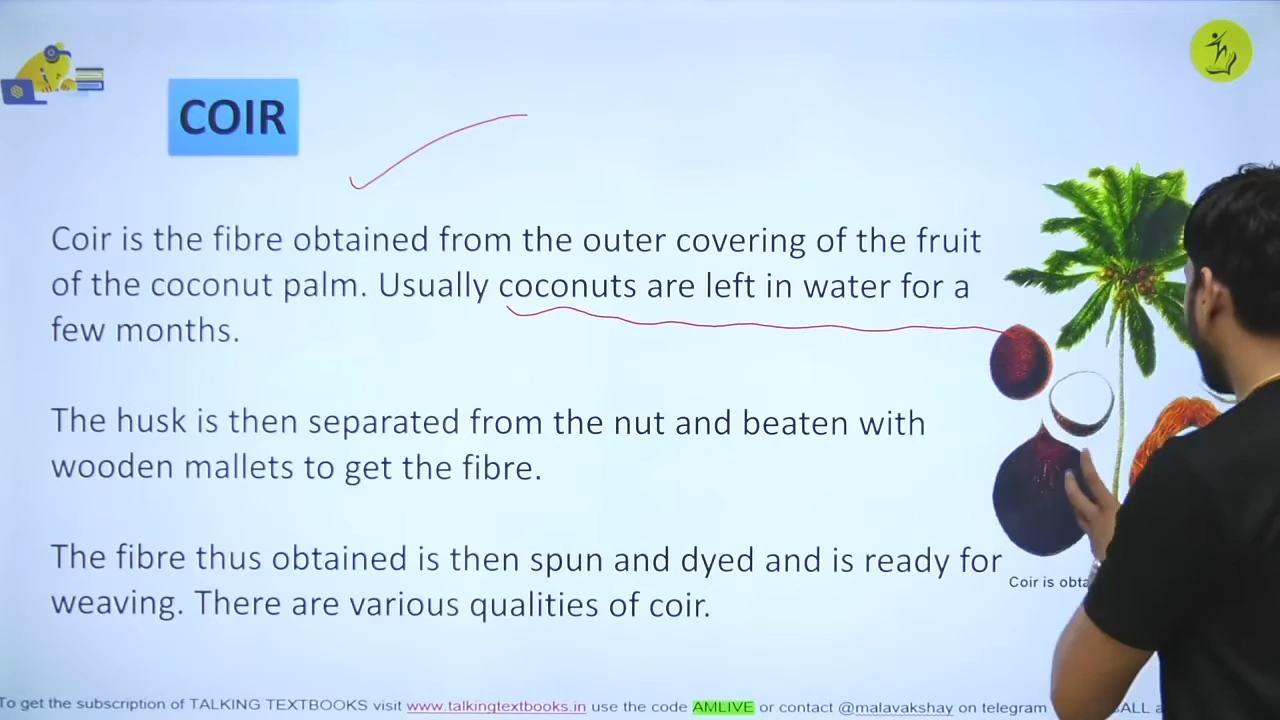 COIR
Coir is the fibre obtained from the outer covering of the fruit
of the coconut palm. Usually coconuts are left in water for a
few months.
The husk is then separated from the nut and beaten with
wooden mallets to get the fibre.
The fibre thus obtained is then spun and dyed and is ready for
weaving. There are various qualities of coir.
Coir is
To get the subscription of TALKING TEXTBOOKS visit www.talkingtextbooks.in use the code AMLIVE or contact @malavakshay on telegram